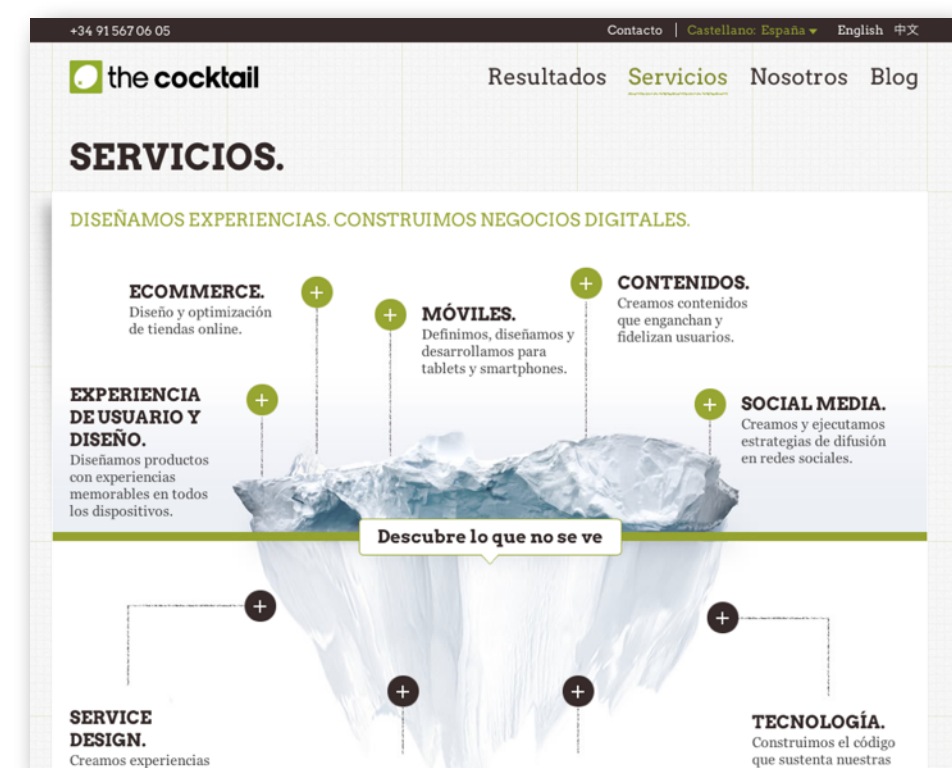 +34 91 567 06 05
Contacto | Castellano: España English 中文
the cocktail
Resultados Servicios Nosotros Blog
SERVICIOS.
DISEÑAMOS EXPERIENCIAS. CONSTRUIMOS NEGOCIOS DIGITALES.
ECOMMERCE.
Diseño y optimización
de tiendas online.
MÓVILES.
Definimos, diseñamos y
desarrollamos para
tablets y smartphones.
CONTENIDOS.
Creamos contenidos
que enganchan y
fidelizan usuarios.
EXPERIENCIA
DE USUARIO Y
DISEÑO.
Diseñamos productos
con experiencias
memorables en todos
los dispositivos.
SOCIAL MEDIA.
Creamos y ejecutamos
estrategias de difusión
en redes sociales.
Descubre lo que no se ve
SERVICE
DESIGN.
Creamos experiencias
TECNOLOGÍA.
Construimos el código
que sustenta nuestras